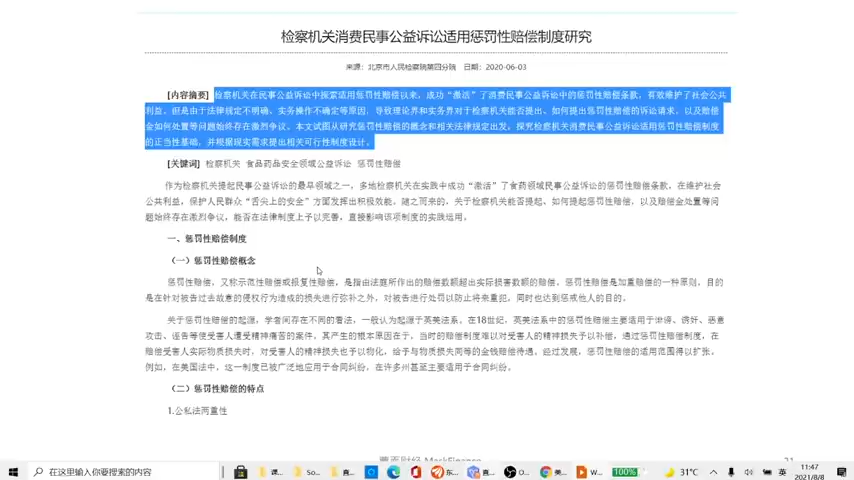 检察机关消费民事公益诉讼适用惩罚性赔偿制度研究
来源：北京市人民检察院第四分院 日期：2020-06-03
[内容摘要] 检察机关在民事公益诉讼中探索适用惩罚性赔偿以来，成功“激活”了消费民事公益诉讼中的惩罚性赔偿条款，有效维护了社会公共
利益。但是由于法律规定不明确、实务操作不确定等原因，导致理论界和实务界对于检察机关能否提出、如何提出惩罚性赔偿的诉讼请求，以及赔偿
金如何处置等问题始终存在激烈争议。本文试图从研究惩罚性赔偿的概念和相关法律规定出发，探究检察机关消费民事公益诉讼适用惩罚性赔偿制度
的正当性基础，并根据现实需求提出相关可行性制度设计。
[关键词] 检察机关 食品药品安全领域公益诉讼 惩罚性赔偿
作为检察机关提起民事公益诉讼的最早领域之一，多地检察机关在实践中成功“激活”了食药领域民事公益诉讼的惩罚性赔偿条款，在维护社会
公共利益，保护人民群众“舌尖上的安全”方面发挥出积极效能。随之而来的，关于检察机关能否提起、如何提起惩罚性赔偿，以及赔偿金处置等问
题始终存在激烈争议，能否在法律制度上予以完善，直接影响该项制度的实践运用。
一、惩罚性赔偿制度
（一）惩罚性赔偿概念
惩罚性赔偿，又称示范性赔偿或报复性赔偿，是指由法庭所作出的赔偿数额超出实际损害数额的赔偿。惩罚性赔偿是加重赔偿的一种原则，目的
是在针对被告过去故意的侵权行为造成的损失进行弥补之外，对被告进行处罚以防止将来重犯，同时也达到惩戒他人的目的。
关于惩罚性赔偿的起源，学者间存在不同的看法，一般认为起源于英美法系。在18世纪，英美法系中的惩罚性赔偿主要适用于诽谤、诱奸、恶意
攻击、诬告等使受害人遭受精神痛苦的案件。其产生的根本原因在于，当时的赔偿制度难以对受害人的精神损失予以补偿，通过惩罚性赔偿制度，在
赔偿受害人实际物质损失时，对受害人的精神损失也予以物化，给予与物质损失同等的金钱赔偿待遇。经过发展，惩罚性赔偿的适用范围得以扩张。
例如，在美国法中，这一制度已被广泛地应用于合同纠纷，在许多州甚至主要适用于合同纠纷。
（二）惩罚性赔偿的特点
1.公私法两重性
在这里输入你要搜索的内容
课...
So...
直...
东...
直...
O...
美...
W...
100%
31°C
英
11:47
2021/8/8